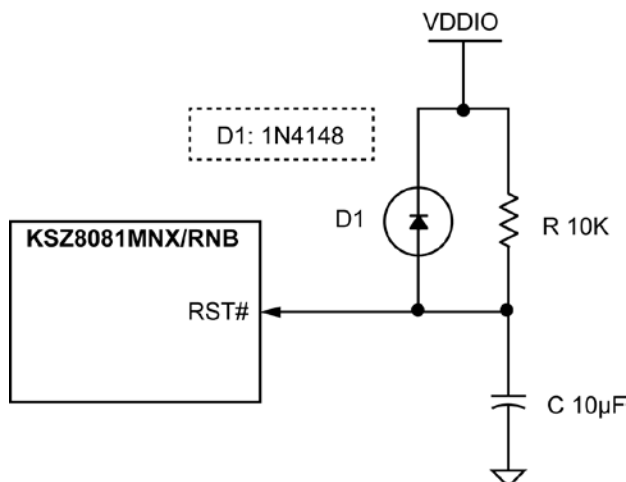 VDDIO
D1: 1N4148
D1
R 10K
KSZ8081MNX/RNB
RST#
C 10µF